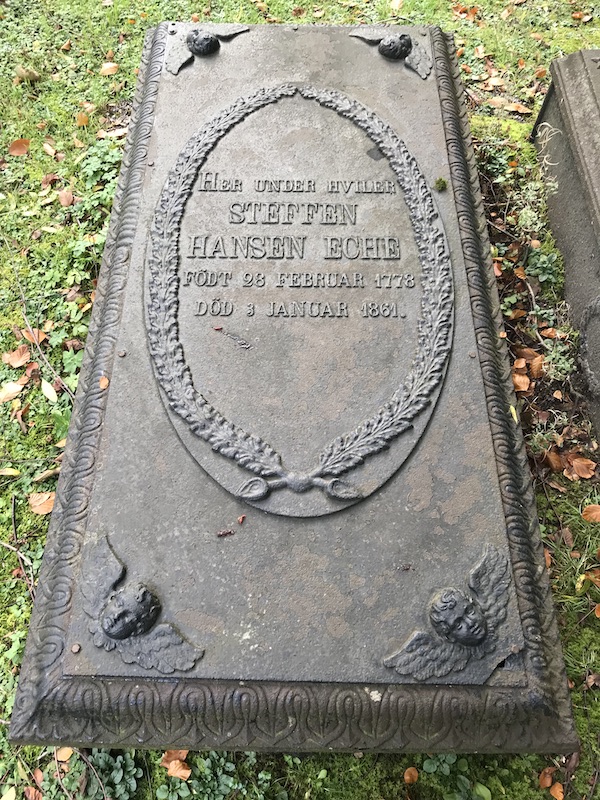 HER UNDER HVILER
STEFFEN
HANSEN ECHE
FÖDT 28 FEBRUAR 1778
DÖD 3 JANUAR 1861.